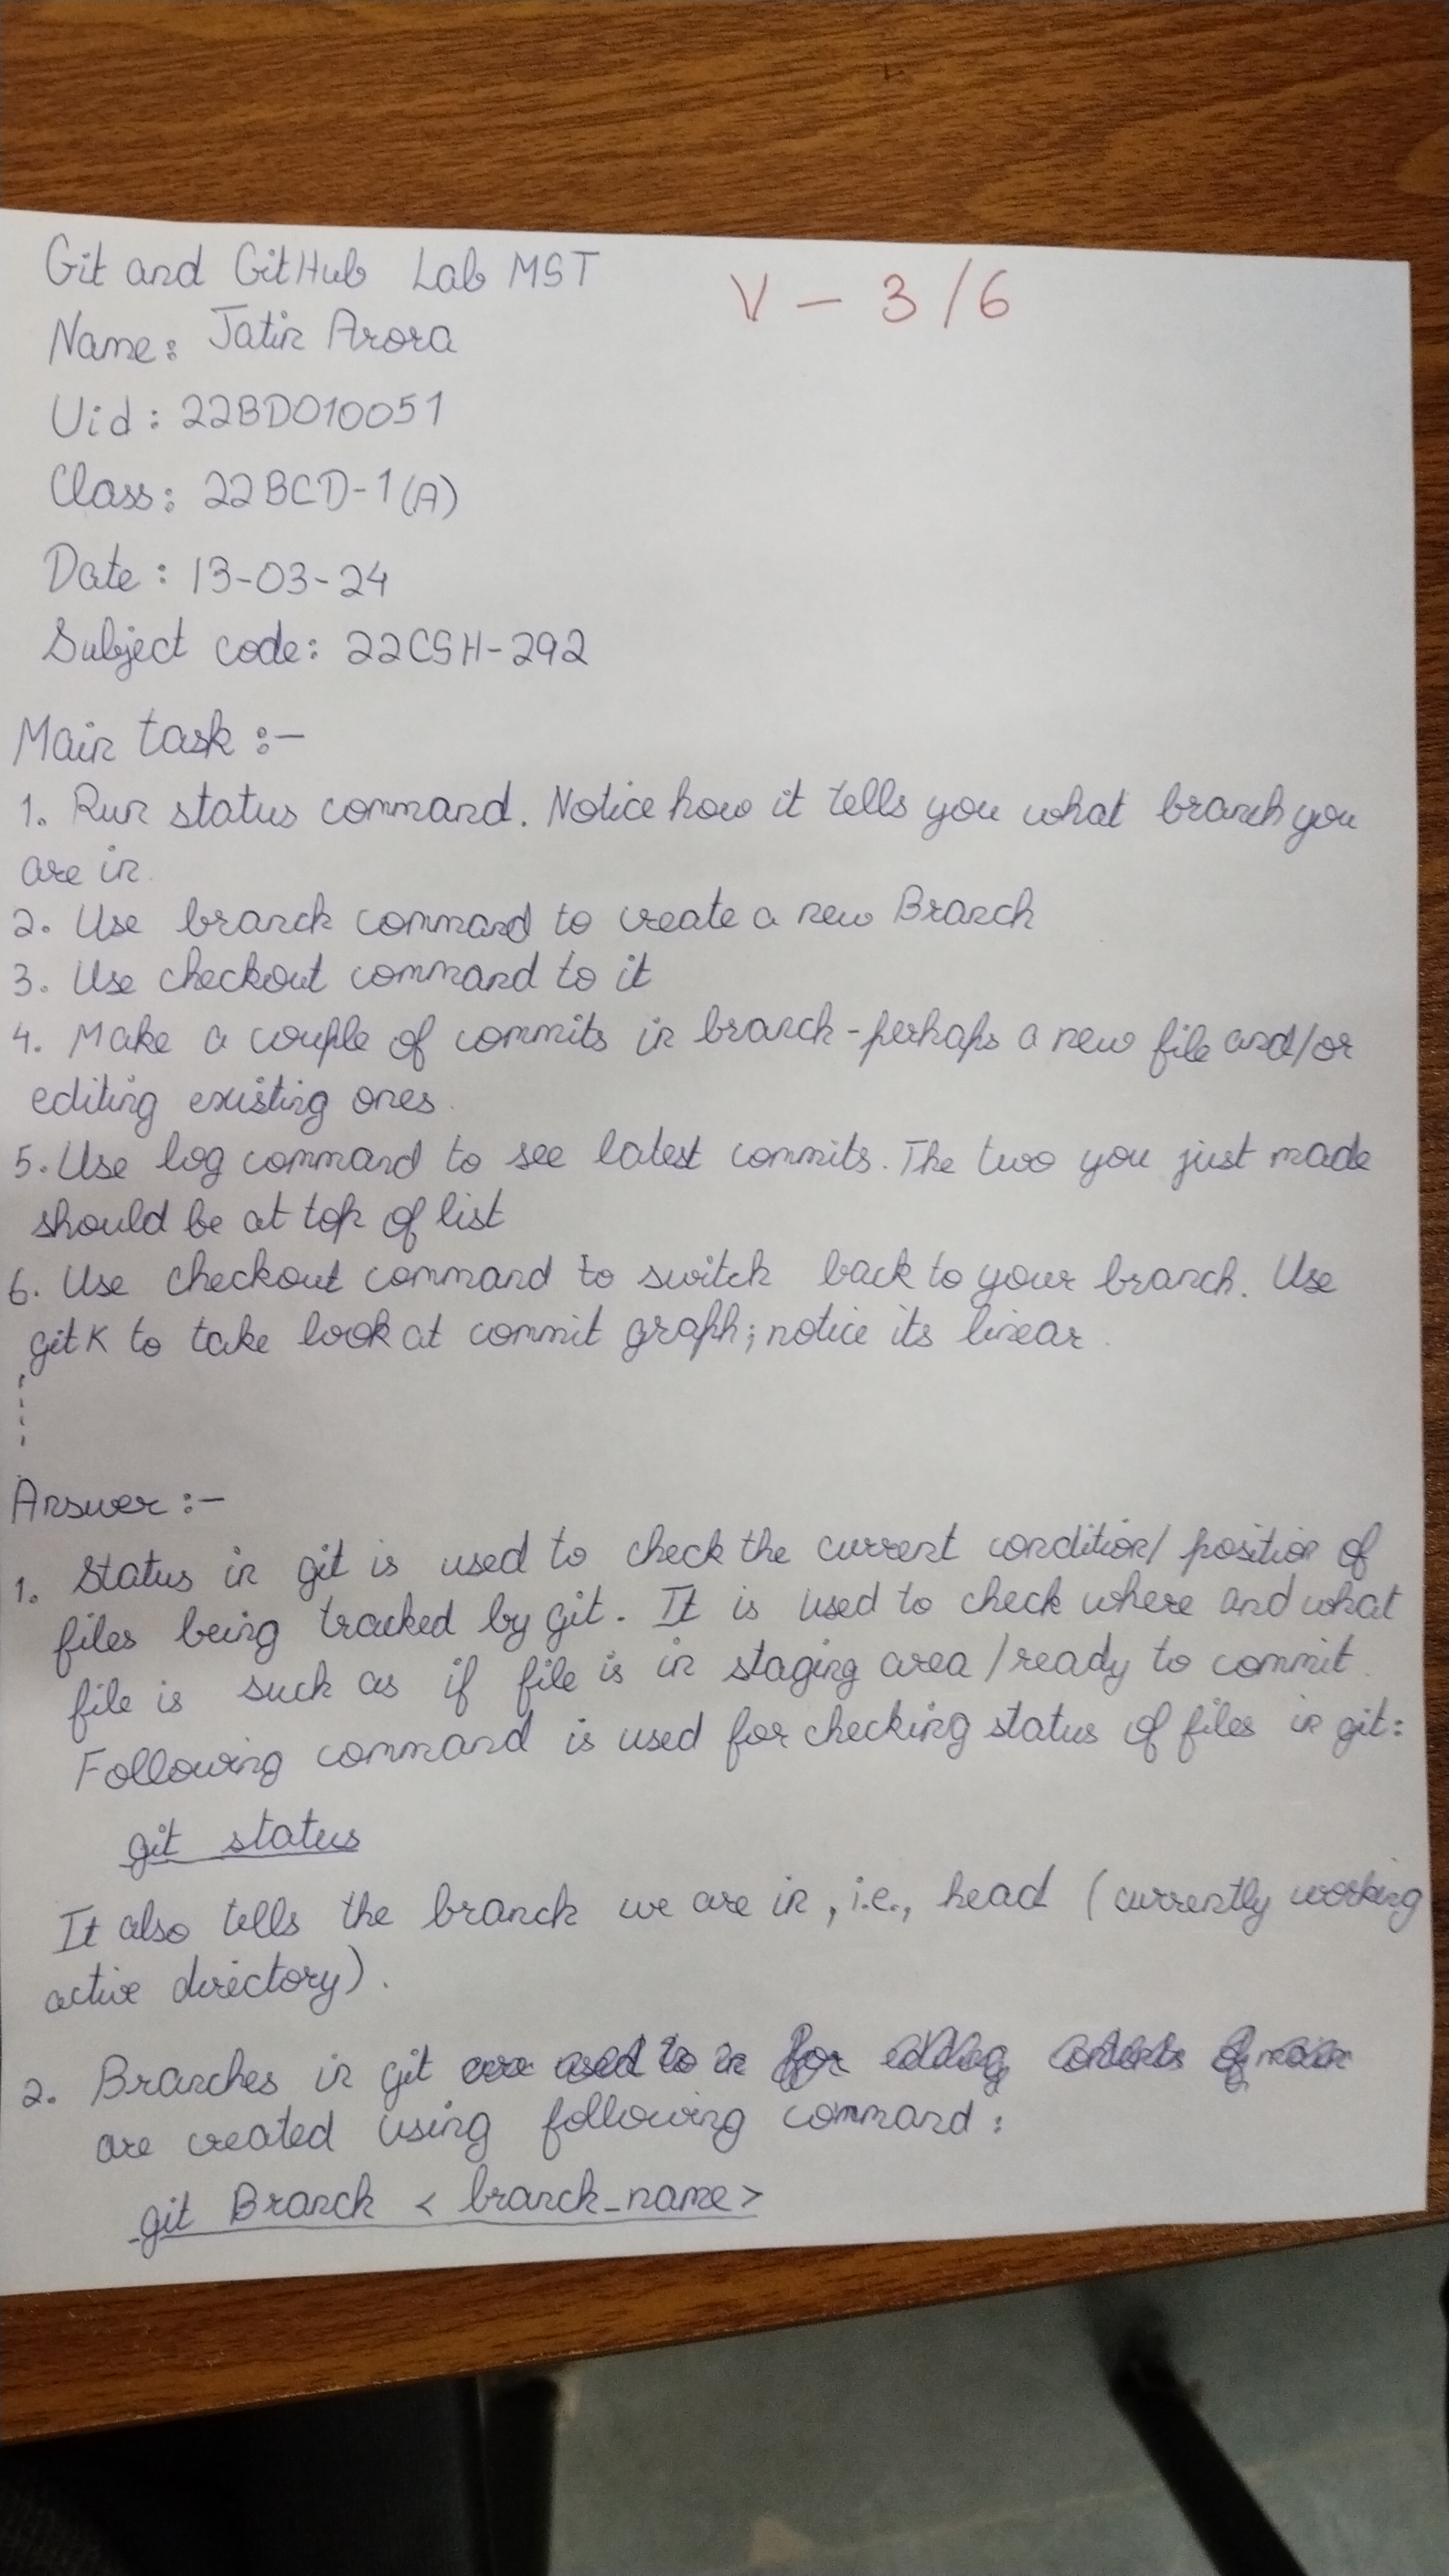 Git and GitHub Lab MST
V - 3/6
Name: Jatin Arora
Uid: 22BDO10051
Class: 22BCD-1(A)
Date: 13-03-24
Subject code: 22CSH-292
Main task :-
1. Run status command. Notice how it tells you what branch you
are in.
2. Use branch command to create a new Branch
3. Use checkout command to it
4. Make a couple of commits in branch - perhaps a new file and/or
editing existing ones.
5. Use log command to see latest commits. The two you just made
should be at top of list
6. Use checkout command to switch back to your branch. Use
gitK to take look at commit graph; notice its linear.
Answer :-
1. Status in git is used to check the current condition/position of
files being tracked by git. It is used to check where and what
file is such as if file is in staging area/ready to commit.
Following command is used for checking status of files in git:
git status
It also tells the branch we are in, i.e., head (currently working
active directory).
2. Branches in git
are created using following command:
git Branch < branch_name>